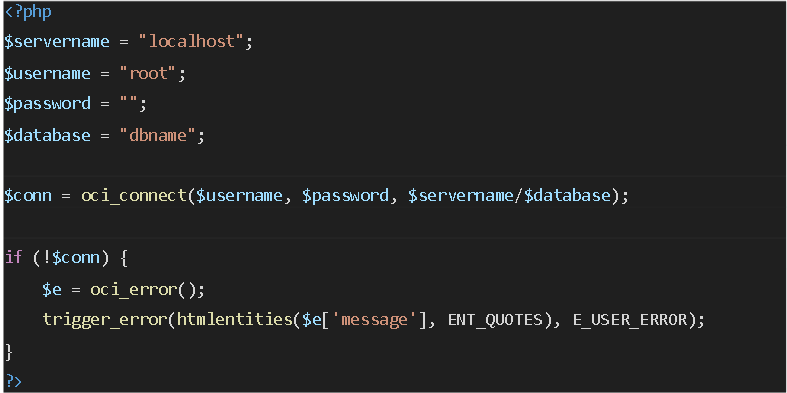 <?php
$servername = "localhost";
$username = "root";
$password = "";
$database = "dbname";
$conn = oci_connect($username, $password, $servername/$database);
if (!$conn) {
    $e = oci_error();
    trigger_error(htmlentities($e['message'], ENT_QUOTES), E_USER_ERROR);
}
?>